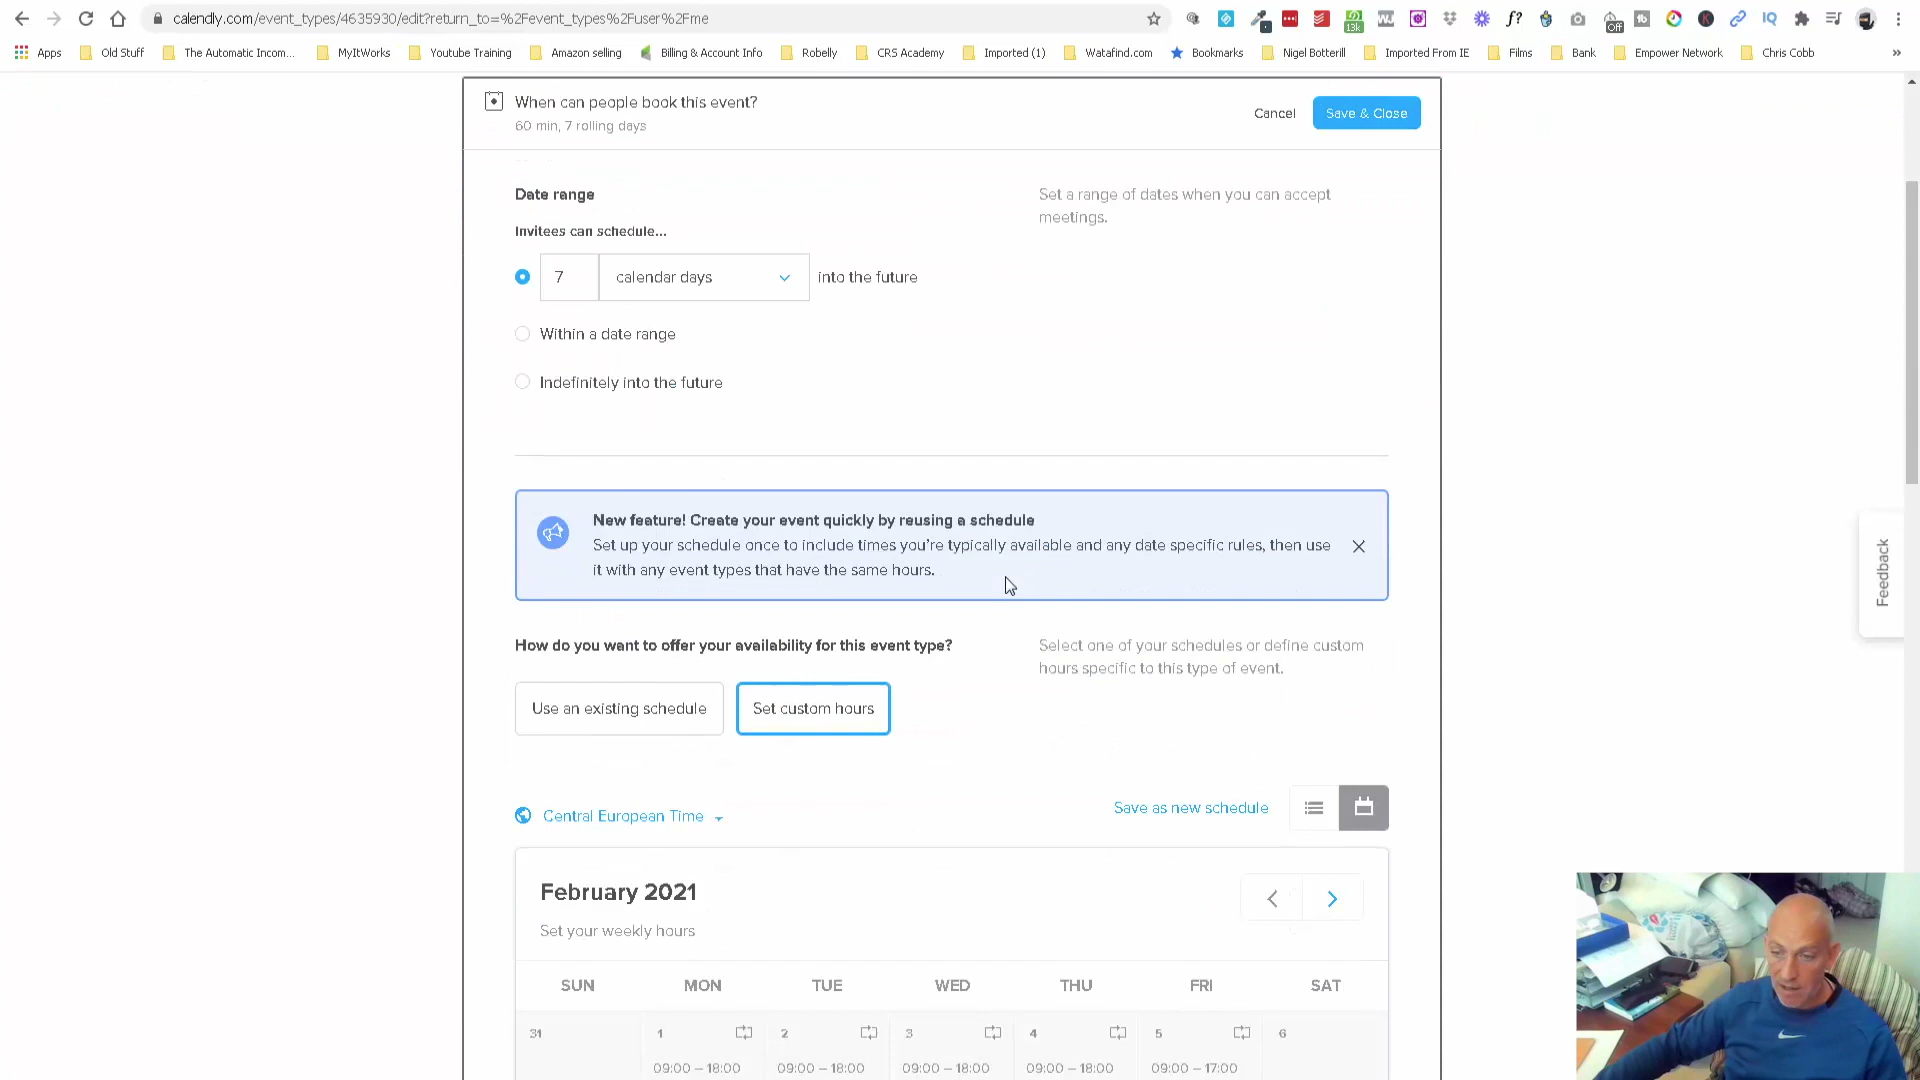 calendly.com/event_types/4635930/edit?return_to=%2Fevent_types%2Fuser%2Fme
13k
Off
Apps Old Stuff The Automatic Incom... MyItWorks Youtube Training Amazon selling Billing & Account Info Robelly CRS Academy Imported (1) Watafind.com Bookmarks Nigel Botterill Imported From IE Films Bank Empower Network Chris Cobb »
When can people book this event?
60 min, 7 rolling days
Cancel Save & Close
Date range
Set a range of dates when you can accept
meetings.
Invitees can schedule...
7 calendar days into the future
Within a date range
Indefinitely into the future
New feature! Create your event quickly by reusing a schedule
Set up your schedule once to include times you're typically available and any date specific rules, then use
it with any event types that have the same hours.
Feedback
How do you want to offer your availability for this event type?
Select one of your schedules or define custom
hours specific to this type of event.
Use an existing schedule Set custom hours
Central European Time Save as new schedule
February 2021
Set your weekly hours
SUN MON TUE WED THU FRI SAT
31 1 2 3 4 5 6
09:00 – 18:00 09:00 – 18:00 09:00 – 18:00 09:00 – 18:00 09:00 – 17:00